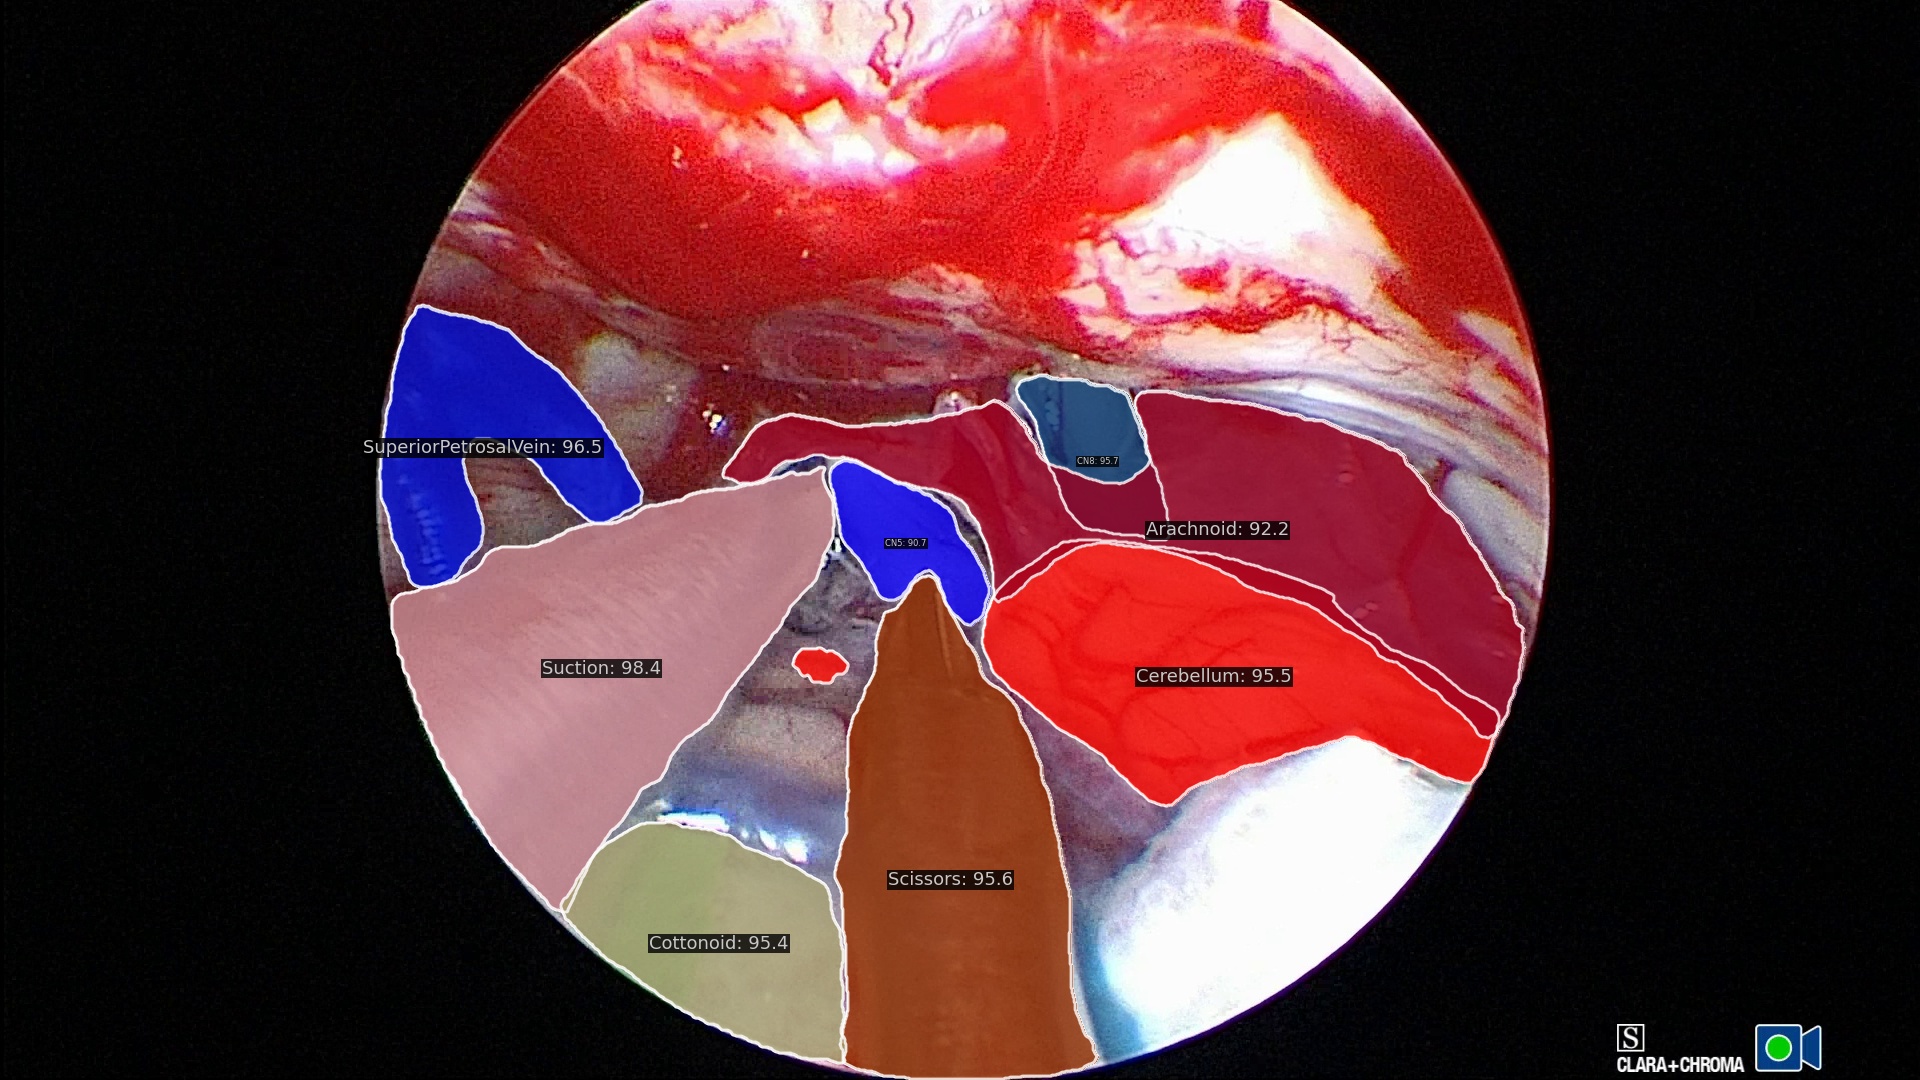 SuperiorPetrosalVein: 96.5
CN8: 95.7
Arachnoid: 92.2
CN5: 90.7
Suction: 98.4
Cerebellum: 95.5
Scissors: 95.6
Cottonoid: 95.4
S
CLARA+CHROMA